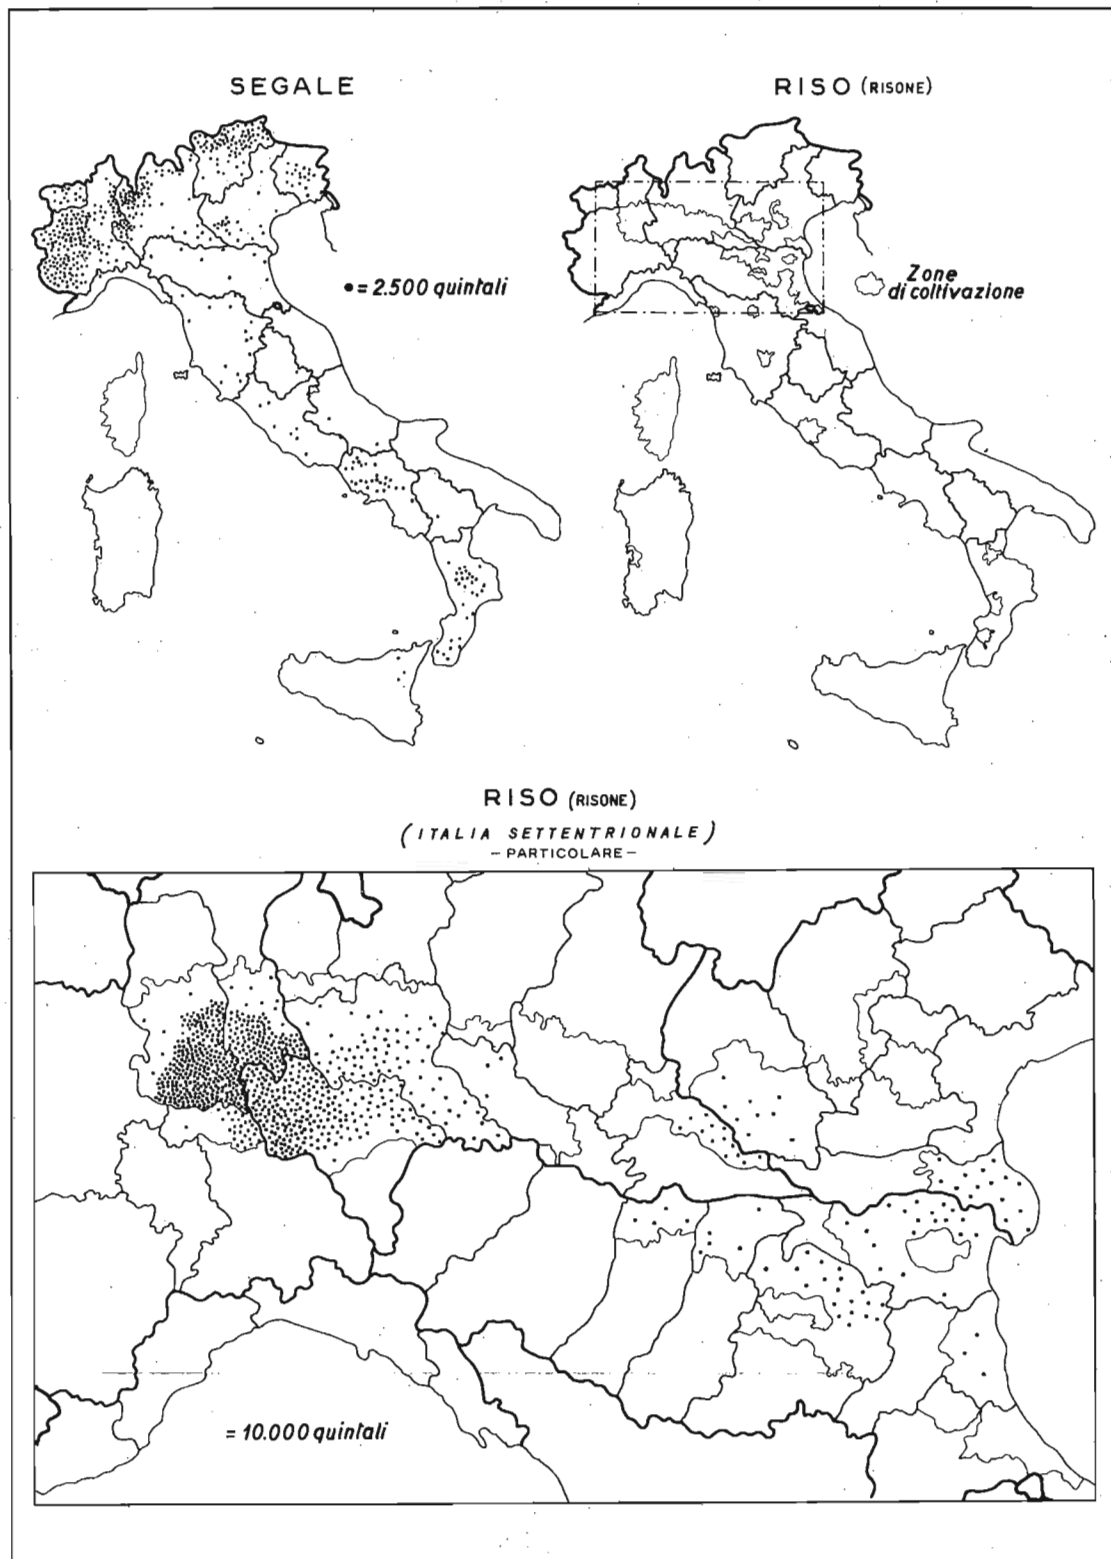 SEGALE
RISO (RISONE)
• = 2.500 quintali
Zone
di coltivazione
RISO (RISONE)
(ITALIA SETTENTRIONALE)
- PARTICOLARE -
= 10.000 quintali